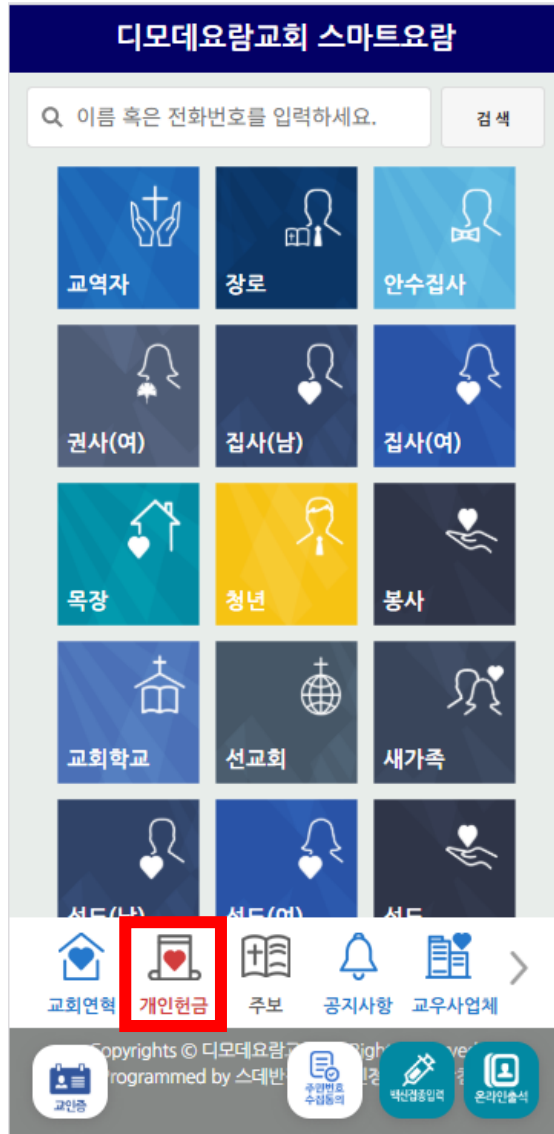 디모데요람교회 스마트요람
이름 혹은 전화번호를 입력하세요.
검 색
교역자 장로 안수집사
권사(여) 집사(남) 집사(여)
목장 청년 봉사
교회학교 선교회 새가족
교회연혁 개인헌금 주보 공지사항 교우사업체
Copyrights © 디모데요람
Programmed by 스데반
교인증
주민번호
수집동의
백신접종입력
온라인출석